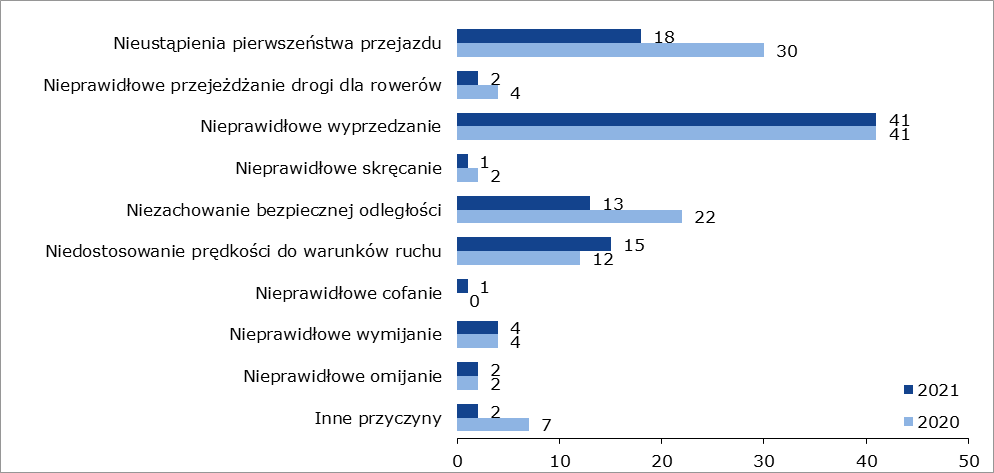 Nieustąpienia pierwszeństwa przejazdu 18
30
Nieprawidłowe przejeżdżanie drogi dla rowerów 2
4
Nieprawidłowe wyprzedzanie 41
41
Nieprawidłowe skręcanie 1
2
Niezachowanie bezpiecznej odległości 13
22
Niedostosowanie prędkości do warunków ruchu 15
12
Nieprawidłowe cofanie 1
0
Nieprawidłowe wymijanie 4
4
Nieprawidłowe omijanie 2
2
Inne przyczyny 2
7
2021
2020
0 10 20 30 40 50